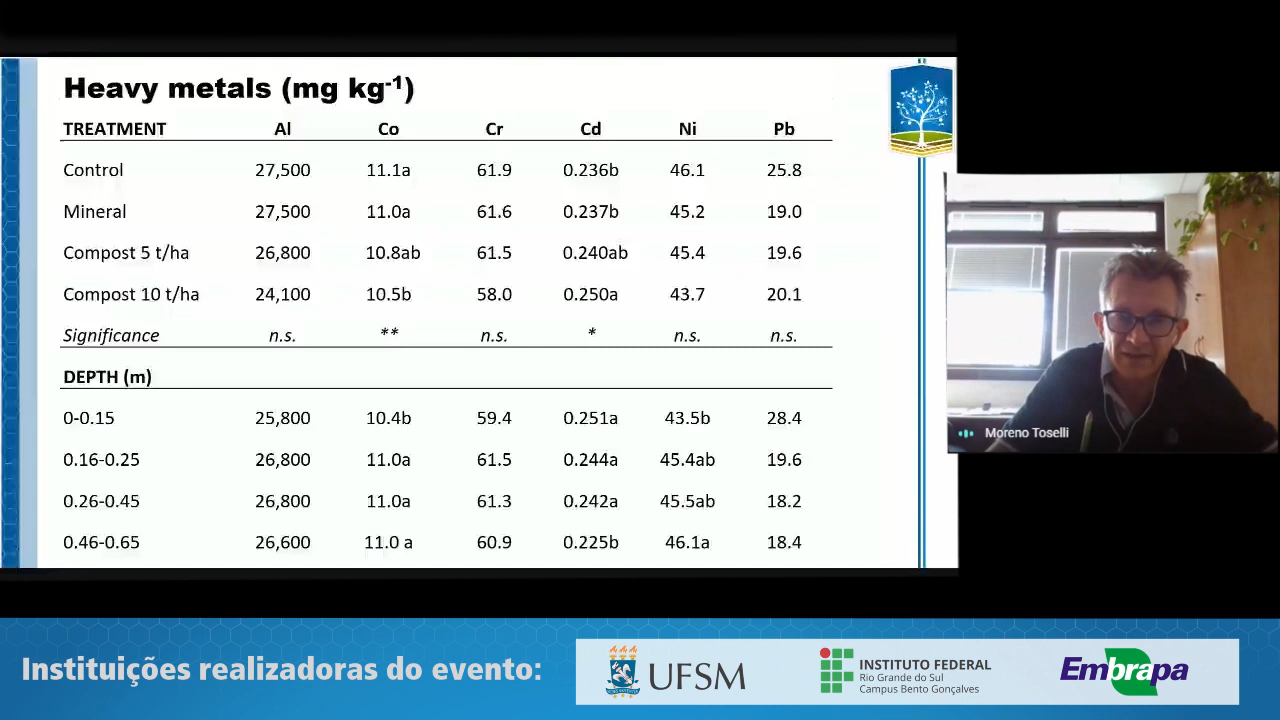 Heavy metals (mg kg-1)
TREATMENT Al Co Cr Cd Ni Pb
Control 27,500 11.1a 61.9 0.236b 46.1 25.8
Mineral 27,500 11.0a 61.6 0.237b 45.2 19.0
Compost 5 t/ha 26,800 10.8ab 61.5 0.240ab 45.4 19.6
Compost 10 t/ha 24,100 10.5b 58.0 0.250a 43.7 20.1
Significance n.s. ** n.s. * n.s. n.s.
DEPTH (m)
0-0.15 25,800 10.4b 59.4 0.251a 43.5b 28.4
0.16-0.25 26,800 11.0a 61.5 0.244a 45.4ab 19.6
0.26-0.45 26,800 11.0a 61.3 0.242a 45.5ab 18.2
0.46-0.65 26,600 11.0 a 60.9 0.225b 46.1a 18.4
Moreno Toselli
Instituições realizadoras do evento:
UFSM
INSTITUTO FEDERAL
Rio Grande do Sul
Campus Bento Gonçalves
Embrapa